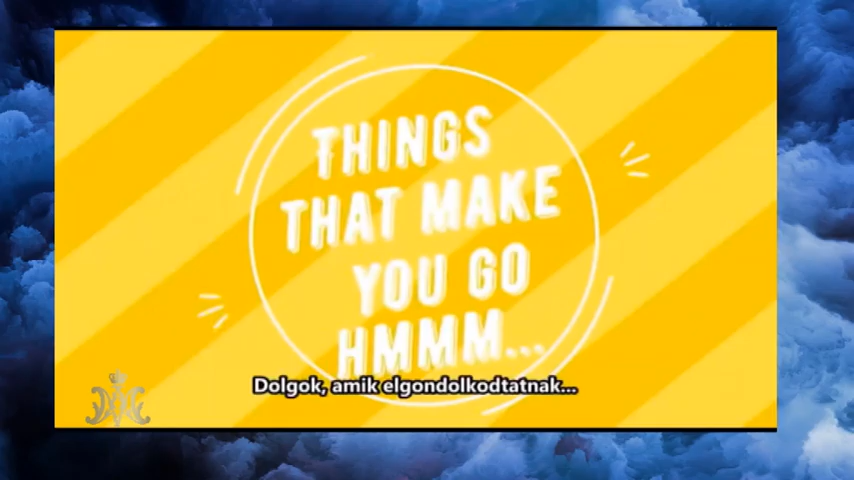 THINGS
THAT MAKE
YOU GO
HMMM...
Dolgok, amik elgondolkodtatnak...